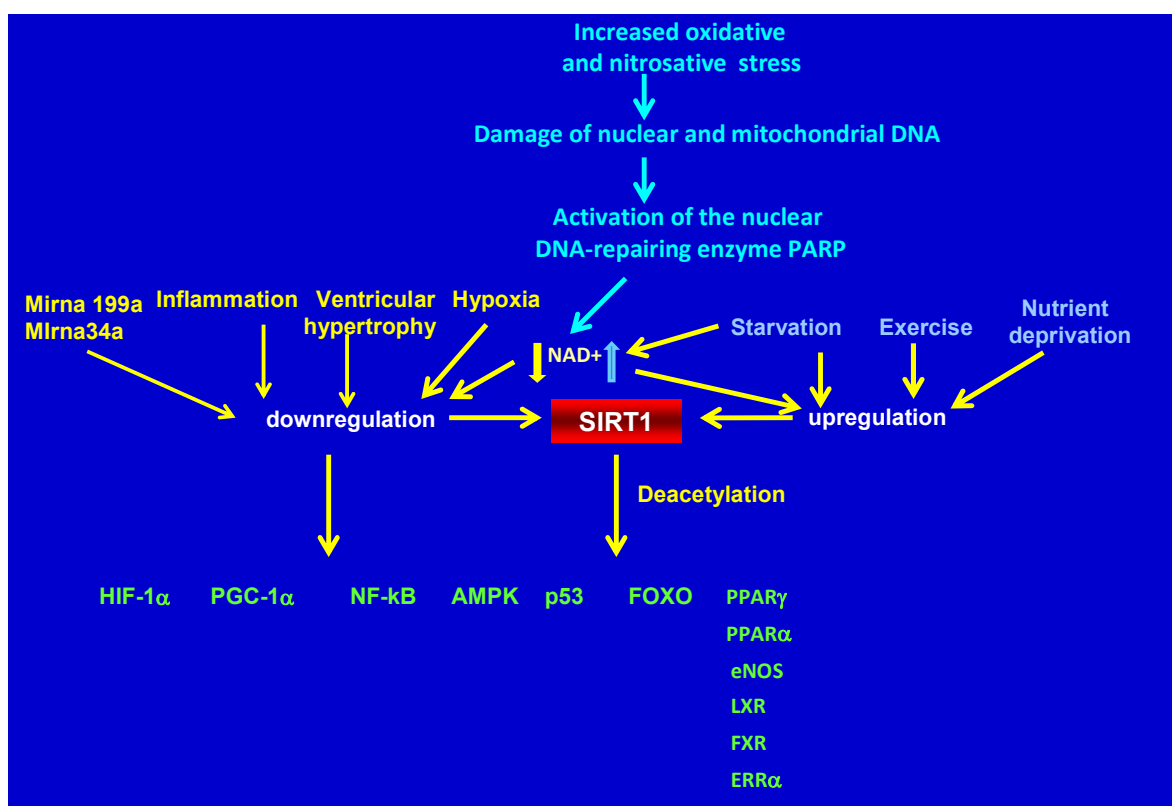 Increased oxidative
and nitrosative stress
Damage of nuclear and mitochondrial DNA
Activation of the nuclear
DNA-repairing enzyme PARP
Mirna 199a
MIrna34a
Inflammation
Ventricular
hypertrophy
Hypoxia
NAD+
Starvation
Exercise
Nutrient
deprivation
downregulation
SIRT1
upregulation
Deacetylation
HIF-1α
PGC-1α
NF-kB
AMPK
p53
FOXO
PPARγ
PPARα
eNOS
LXR
FXR
ERRα